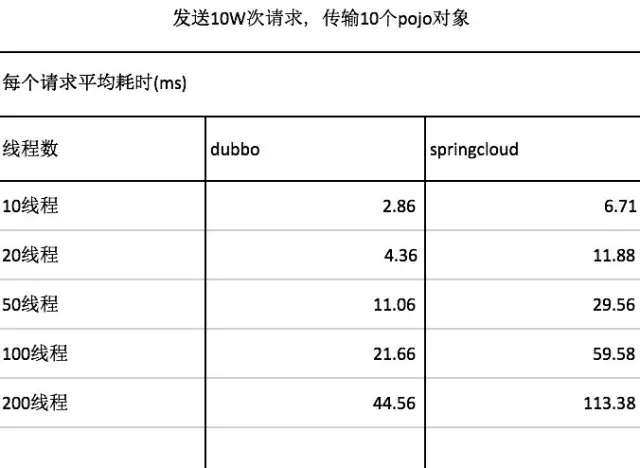 发送10W次请求，传输10个pojo对象
每个请求平均耗时(ms)
线程数 dubbo springcloud
10线程 2.86 6.71
20线程 4.36 11.88
50线程 11.06 29.56
100线程 21.66 59.58
200线程 44.56 113.38